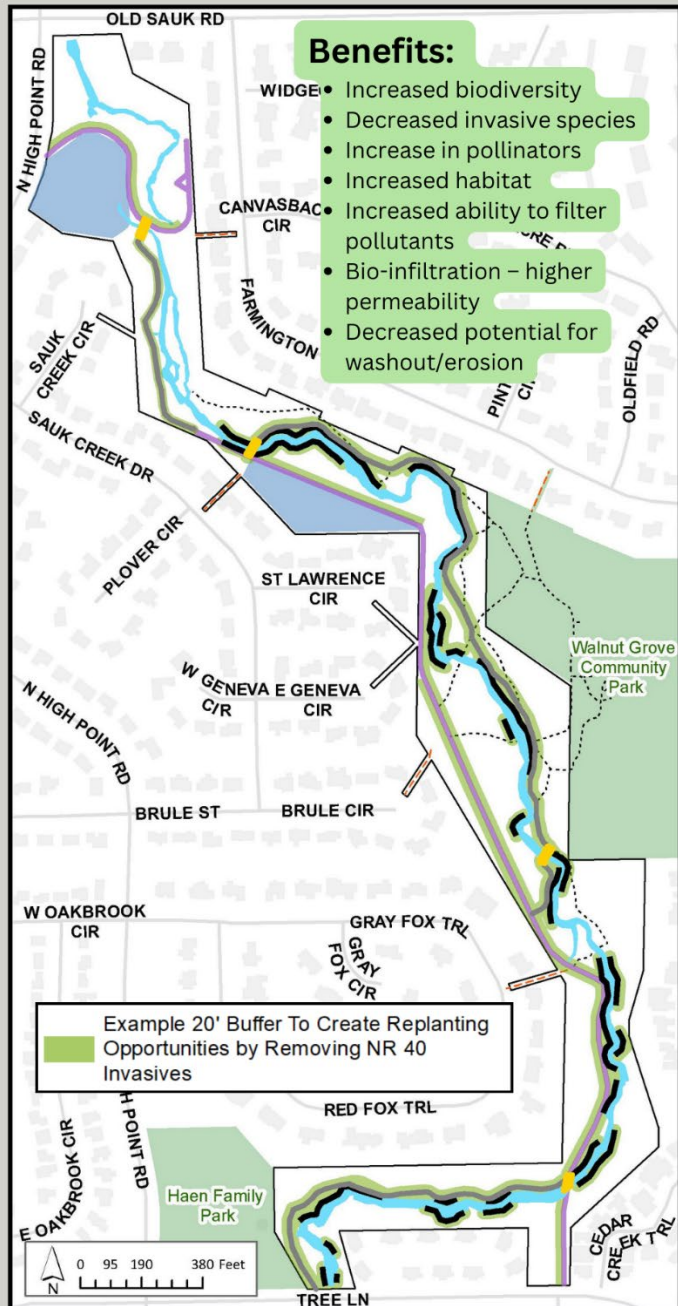 OLD SAUK RD
Benefits:
• Increased biodiversity
• Decreased invasive species
• Increase in pollinators
• Increased habitat
• Increased ability to filter
pollutants
• Bio-infiltration – higher
permeability
• Decreased potential for
washout/erosion
N HIGH POINT RD
CIR
FARMINGTON
OLDFIELD RD
SAUK
CREEK CIR
SAUK CREEK DR
PLOVER CIR
ST LAWRENCE
CIR
Walnut Grove
Community
Park
W GENEVA
CIR
E GENEVA
CIR
N HIGH POINT RD
BRULE ST
BRULE CIR
W OAKBROOK
CIR
GRAY FOX TRL
GRAY
FOX CIR
Example 20' Buffer To Create Replanting
Opportunities by Removing NR 40
Invasives
RED FOX TRL
H POINT RD
E OAKBROOK CIR
Haen Family
Park
CEDAR
CREEK TRL
N
0 95 190 380 Feet
TREE LN